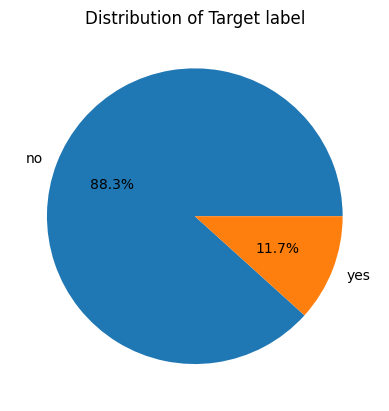 Distribution of Target label
no
88.3%
11.7%
yes